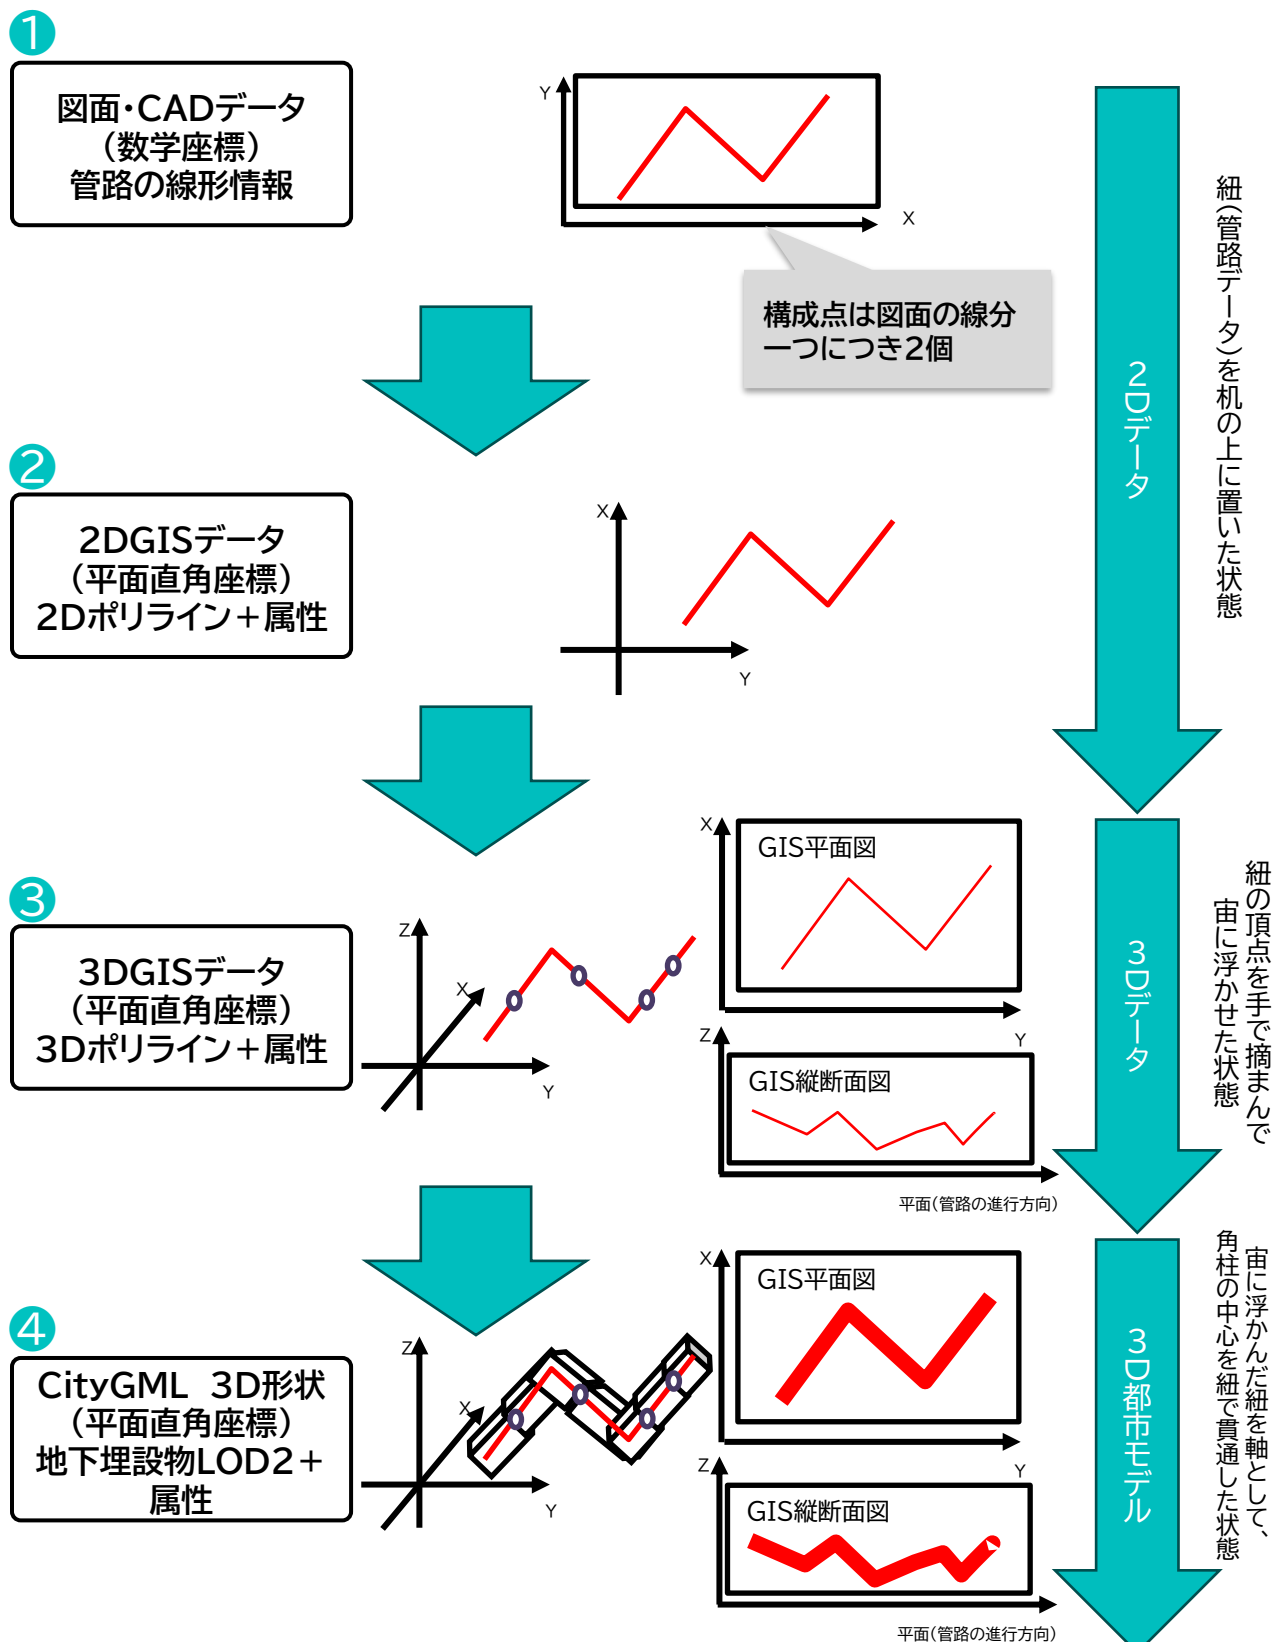 1
図面・CADデータ
（数学座標）
管路の線形情報
Y
X
構成点は図面の線分
一つにつき2個
2
2DGISデータ
（平面直角座標）
2Dポリライン＋属性
X
Y
2Dデータ
紐(管路データ)を机の上に置いた状態
3
3DGISデータ
（平面直角座標）
3Dポリライン＋属性
Z
X
Y
X
GIS平面図
Y
Z
GIS縦断面図
平面(管路の進行方向)
3Dデータ
紐の頂点を手で摘まんで
宙に浮かせた状態
4
CityGML 3D形状
（平面直角座標）
地下埋設物LOD2＋
属性
Z
X
Y
X
GIS平面図
Y
Z
GIS縦断面図
平面(管路の進行方向)
3D都市モデル
宙に浮かんだ紐を軸として、
角柱の中心を紐で貫通した状態